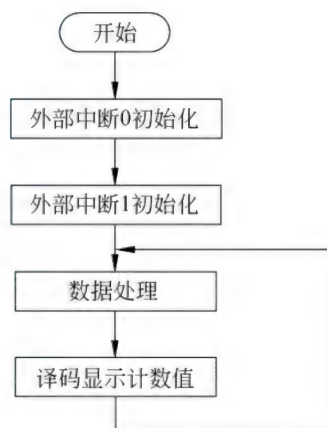 开始
外部中断0初始化
外部中断1初始化
数据处理
译码显示计数值